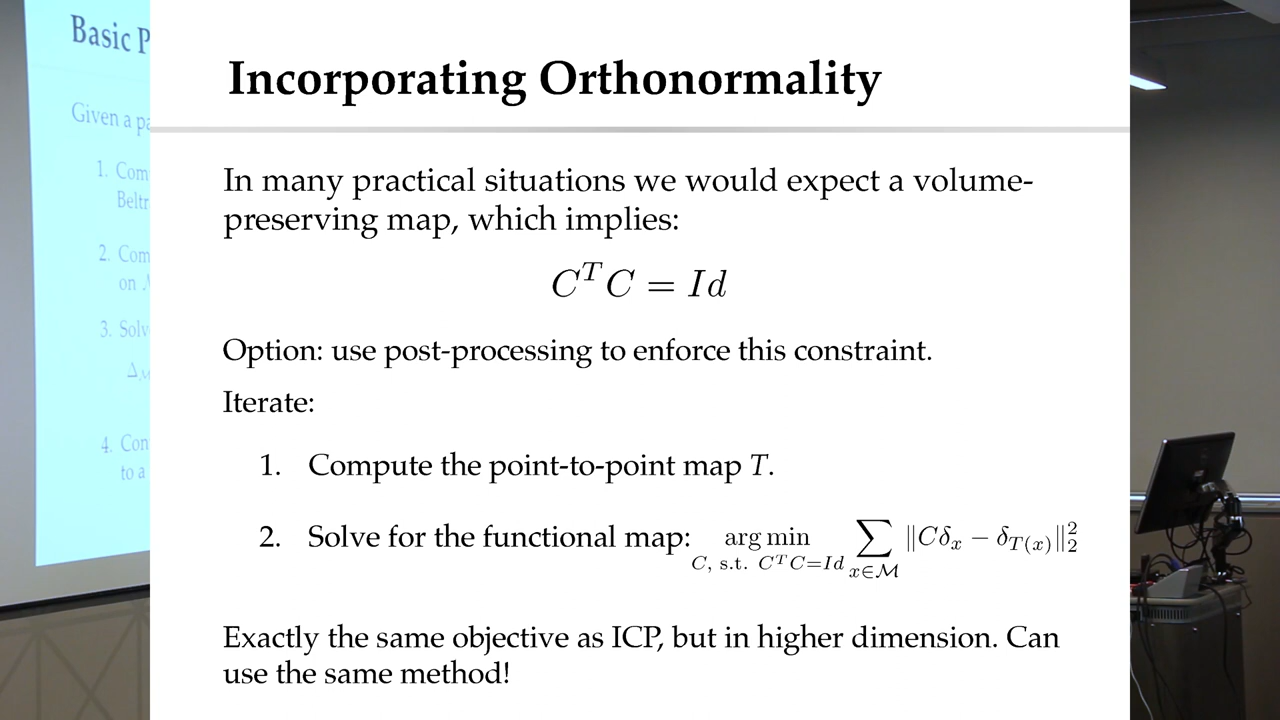 Basic P
Given a pa
1. Com
Beltr
2. Com
on
3. Solv
4. Con
to a
Incorporating Orthonormality
In many practical situations we would expect a volume-
preserving map, which implies:
C^T C = Id
Option: use post-processing to enforce this constraint.
Iterate:
1. Compute the point-to-point map T.
2. Solve for the functional map: arg min_{C, s.t. C^T C=Id} ∑_{x∈ℳ} ‖Cδ_x − δ_{T(x)}‖₂²
Exactly the same objective as ICP, but in higher dimension. Can
use the same method!